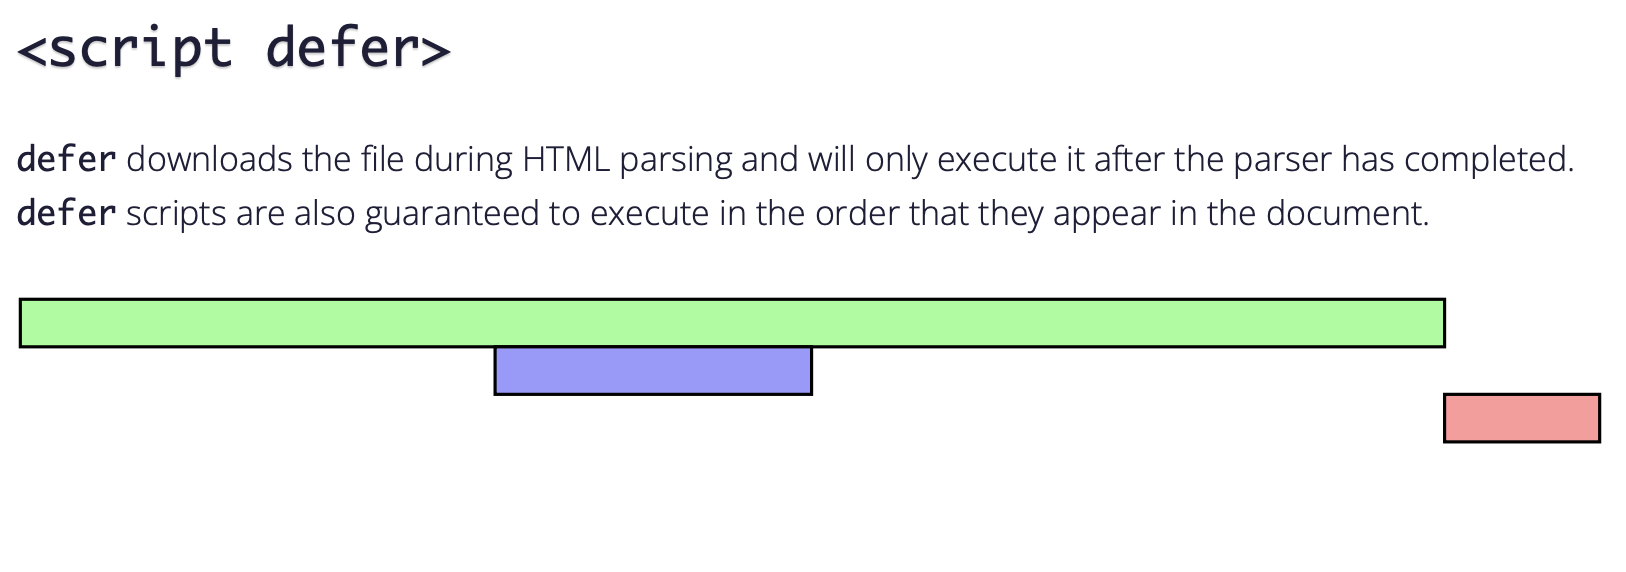 <script defer>
defer downloads the file during HTML parsing and will only execute it after the parser has completed.
defer scripts are also guaranteed to execute in the order that they appear in the document.